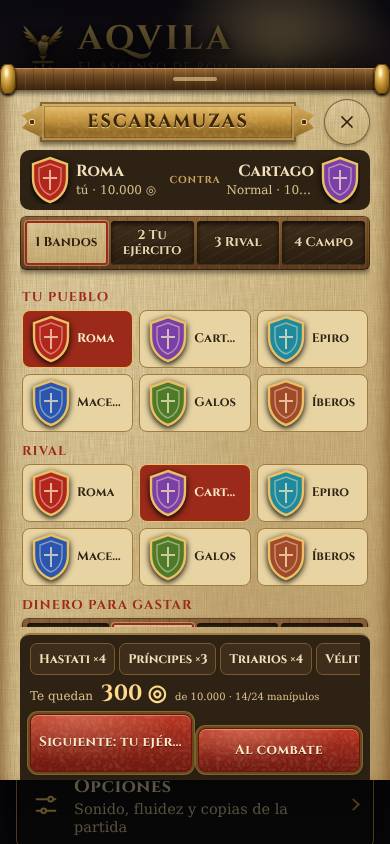 AQVILA
ESCARAMUZAS
ROMA
tú · 10.000
CONTRA
CARTAGO
Normal · 10…
1 BANDOS
2 TU EJÉRCITO
3 RIVAL
4 CAMPO
TU PUEBLO
ROMA
CART…
EPIRO
MACE…
GALOS
ÍBEROS
RIVAL
ROMA
CART…
EPIRO
MACE…
GALOS
ÍBEROS
DINERO PARA GASTAR
HASTATI ×4
PRÍNCIPES ×3
TRIARIOS ×4
VÉLIT
Te quedan 300 de 10.000 · 14/24 manípulos
SIGUIENTE: TU EJÉR…
AL COMBATE
OPCIONES
Sonido, fluidez y copias de la
partida